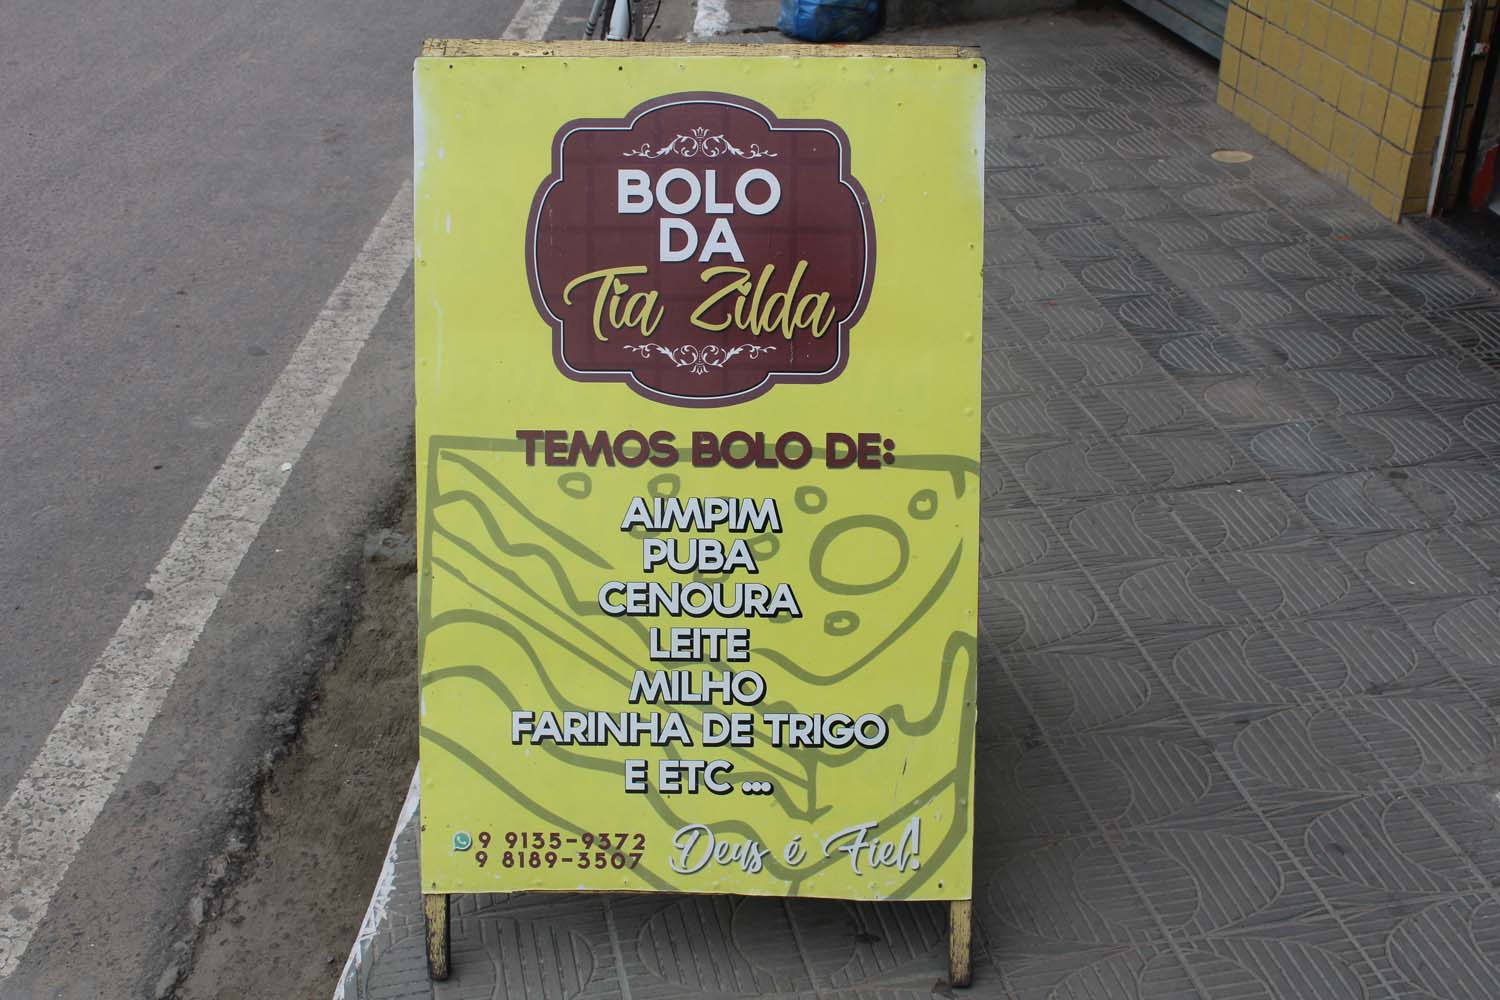 BOLO
DA
Tia Zilda
TEMOS BOLO DE:
AIMPIM
PUBA
CENOURA
LEITE
MILHO
FARINHA DE TRIGO
E ETC ...
9 9135-9372
9 8189-3507
Deus é Fiel!